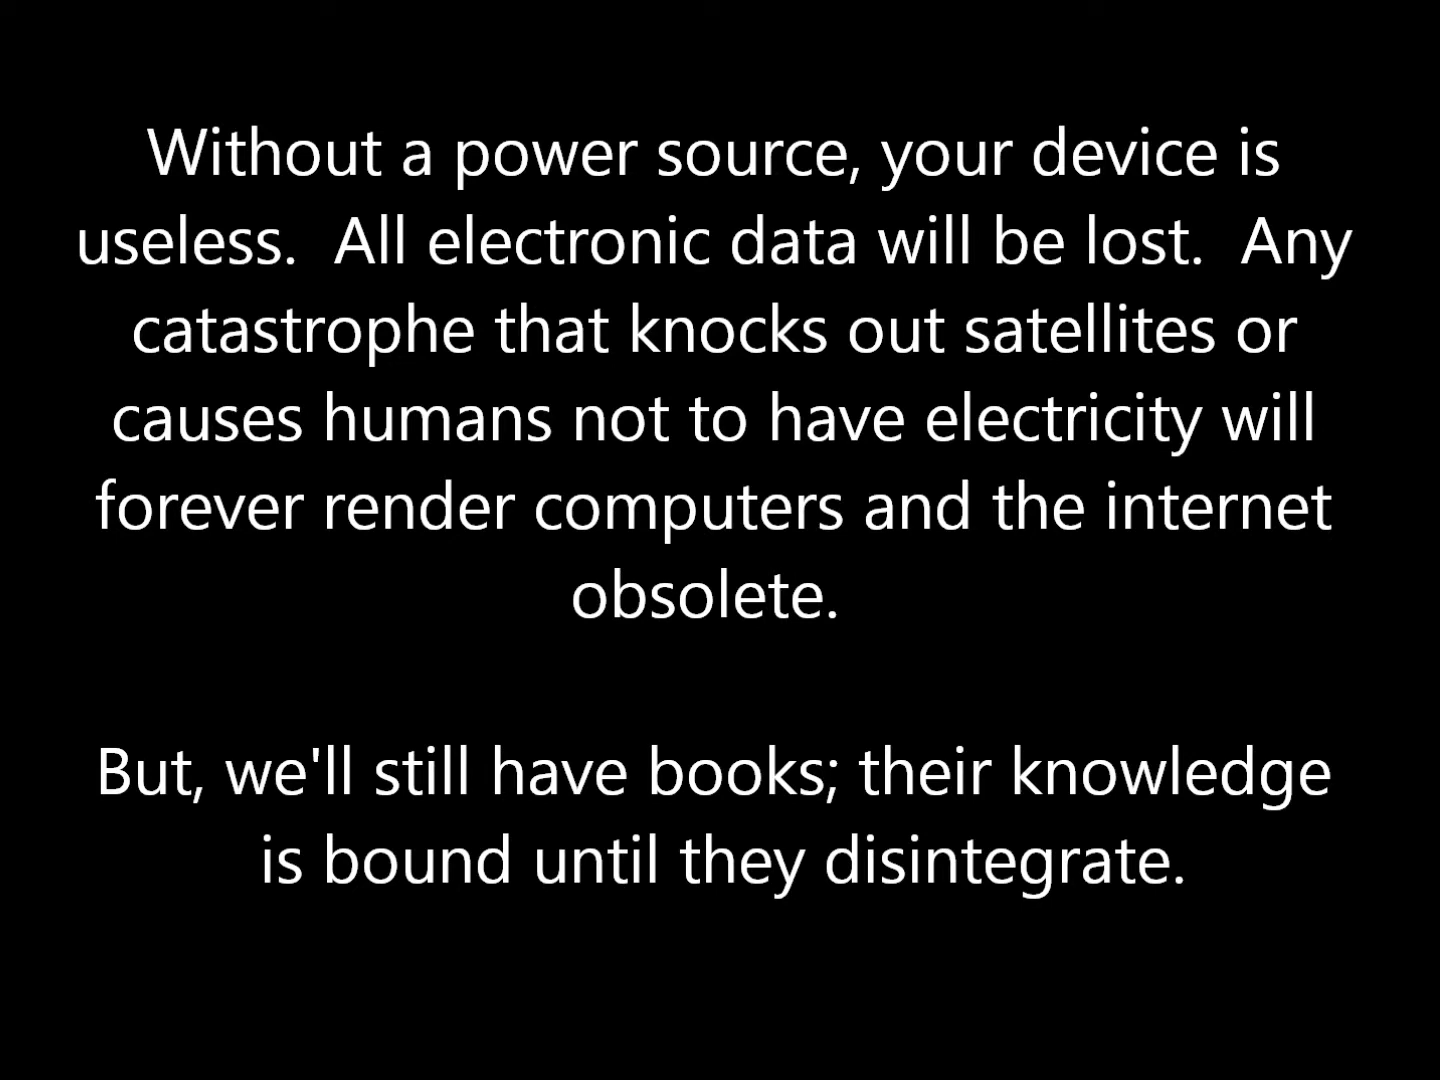 Without a power source, your device is
useless.  All electronic data will be lost.  Any
catastrophe that knocks out satellites or
causes humans not to have electricity will
forever render computers and the internet
obsolete.
But, we'll still have books; their knowledge
is bound until they disintegrate.